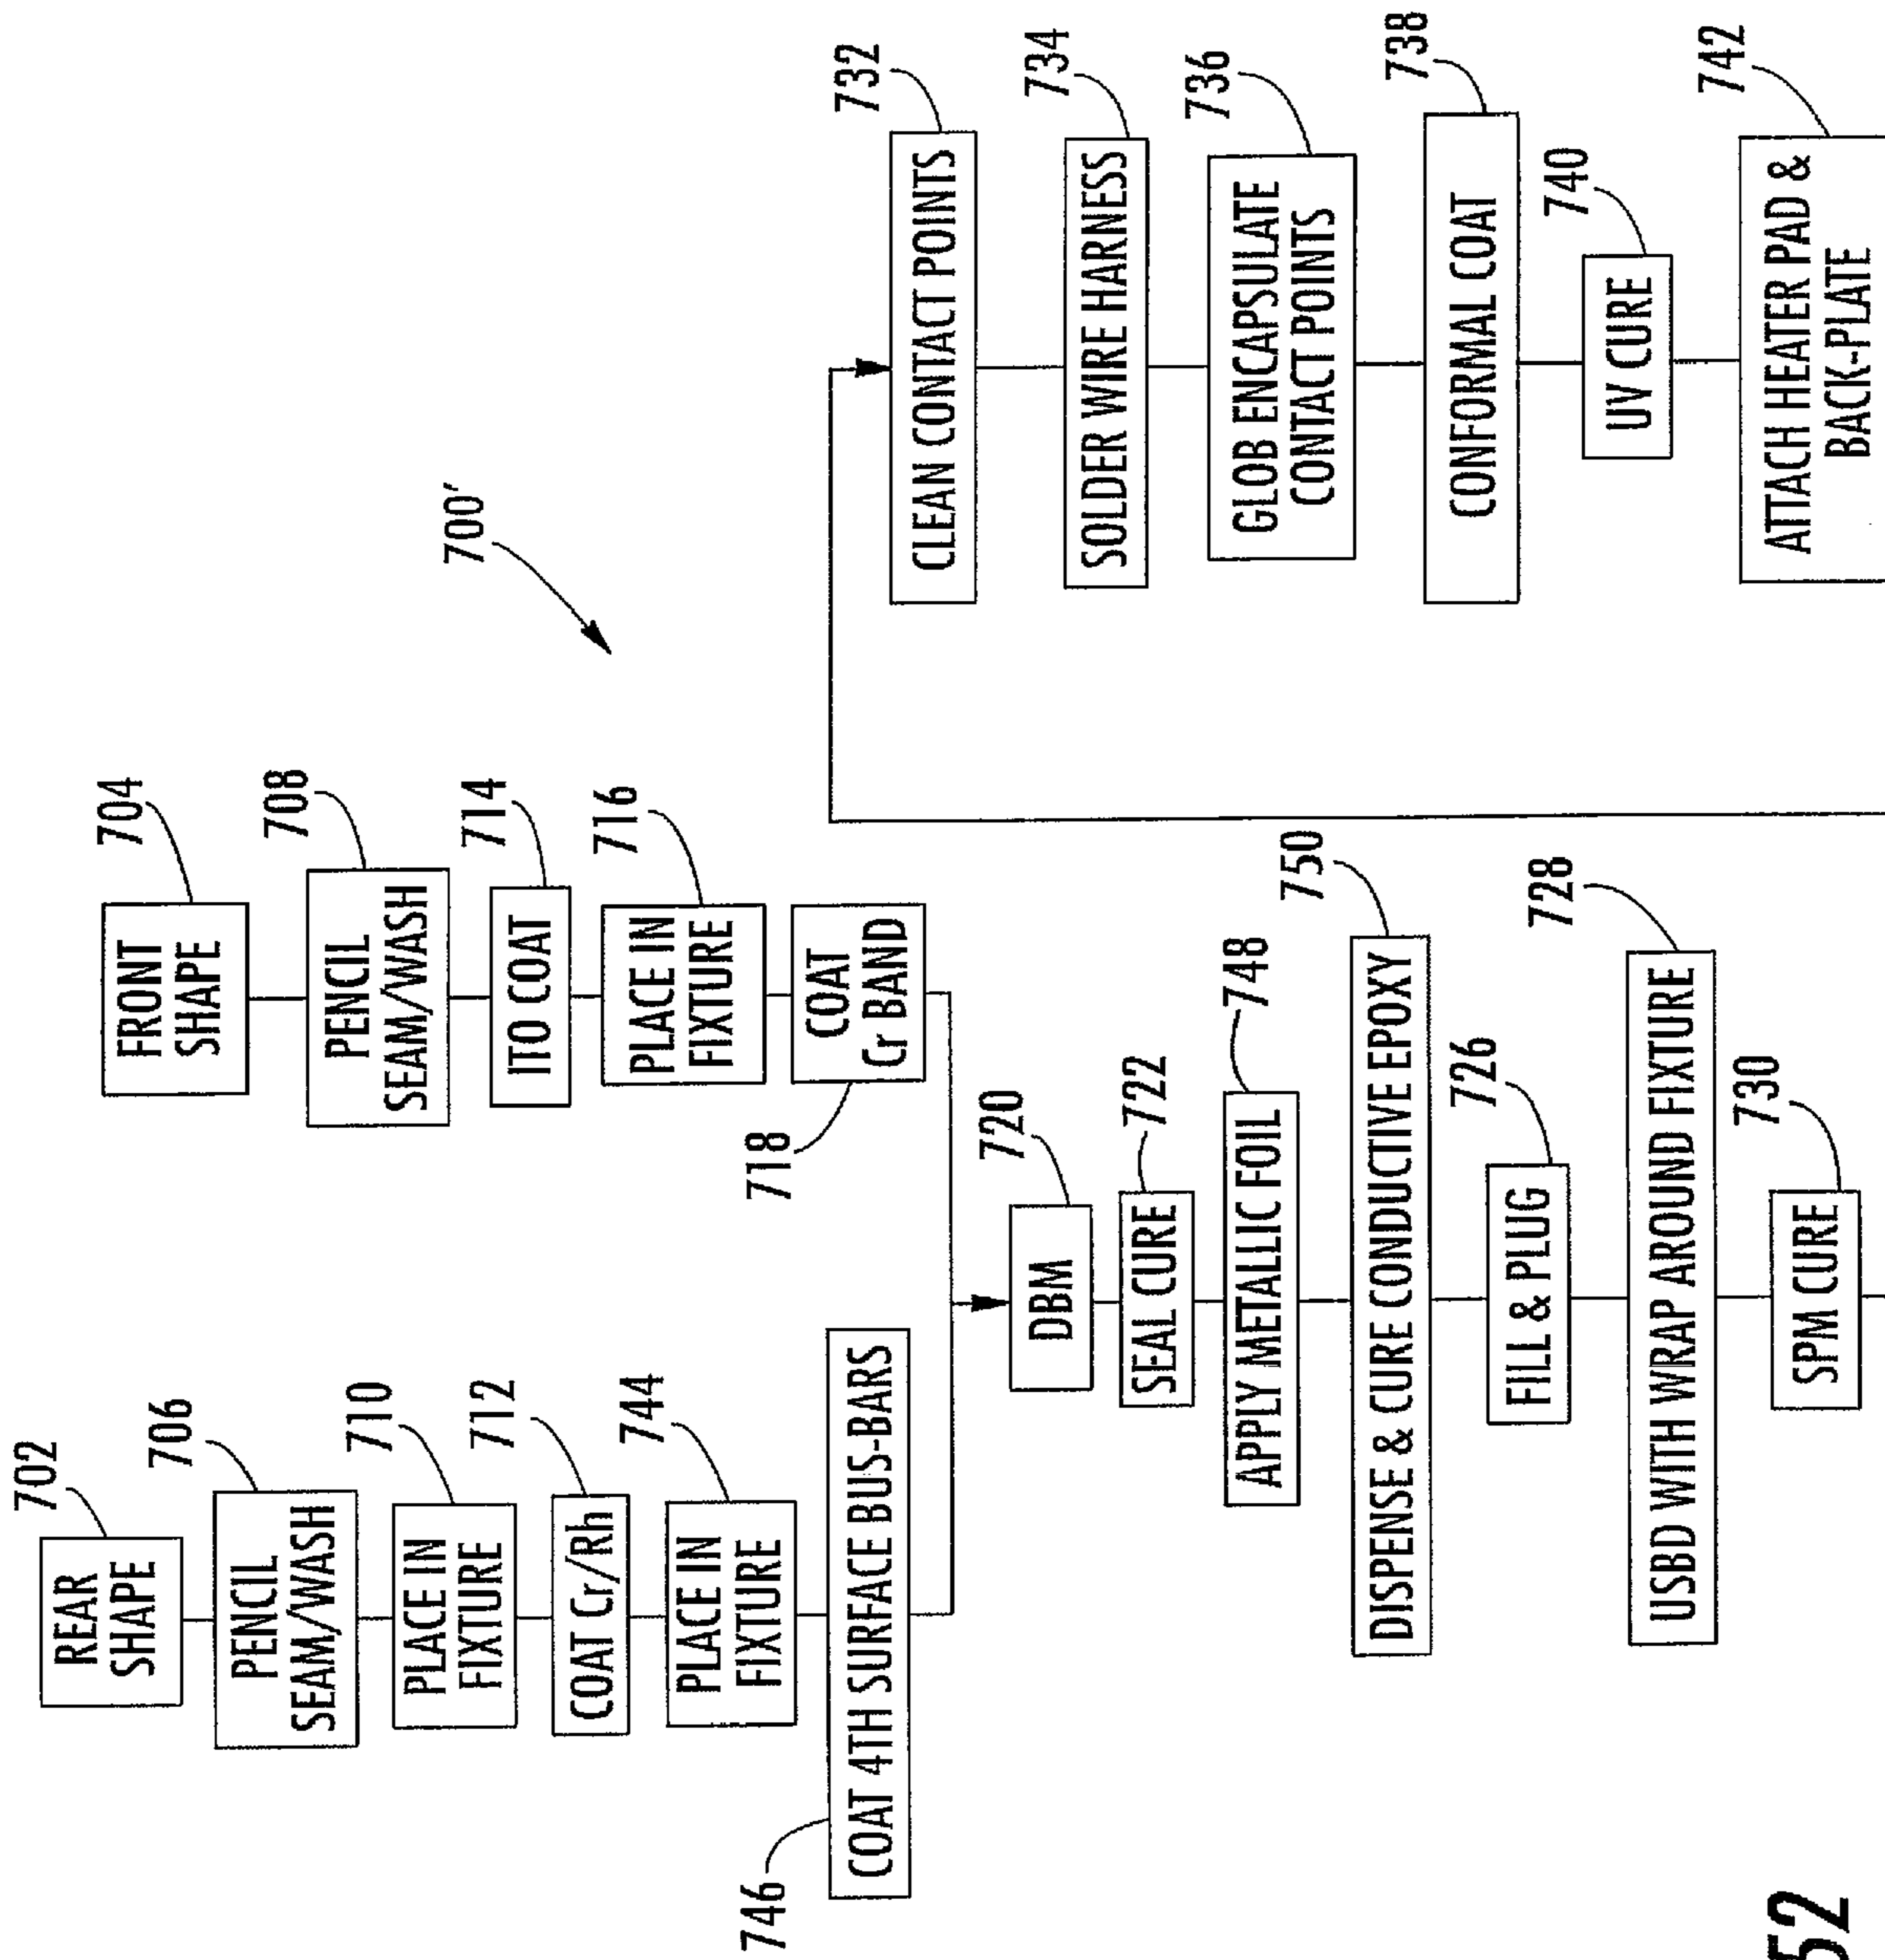 700′
702
REAR
SHAPE
706
PENCIL
SEAM/WASH
710
PLACE IN
FIXTURE
712
COAT Cr/Rh
744
PLACE IN
FIXTURE
746
COAT 4TH SURFACE BUS-BARS
704
FRONT
SHAPE
708
PENCIL
SEAM/WASH
714
ITO COAT
716
PLACE IN
FIXTURE
718
COAT
Cr BAND
720
DBM
722
SEAL CURE
748
APPLY METALLIC FOIL
750
DISPENSE & CURE CONDUCTIVE EPOXY
726
FILL & PLUG
728
USBD WITH WRAP AROUND FIXTURE
730
SPM CURE
732
CLEAN CONTACT POINTS
734
SOLDER WIRE HARNESS
736
GLOB ENCAPSULATE
CONTACT POINTS
738
CONFORMAL COAT
740
UV CURE
742
ATTACH HEATER PAD &
BACK-PLATE
52